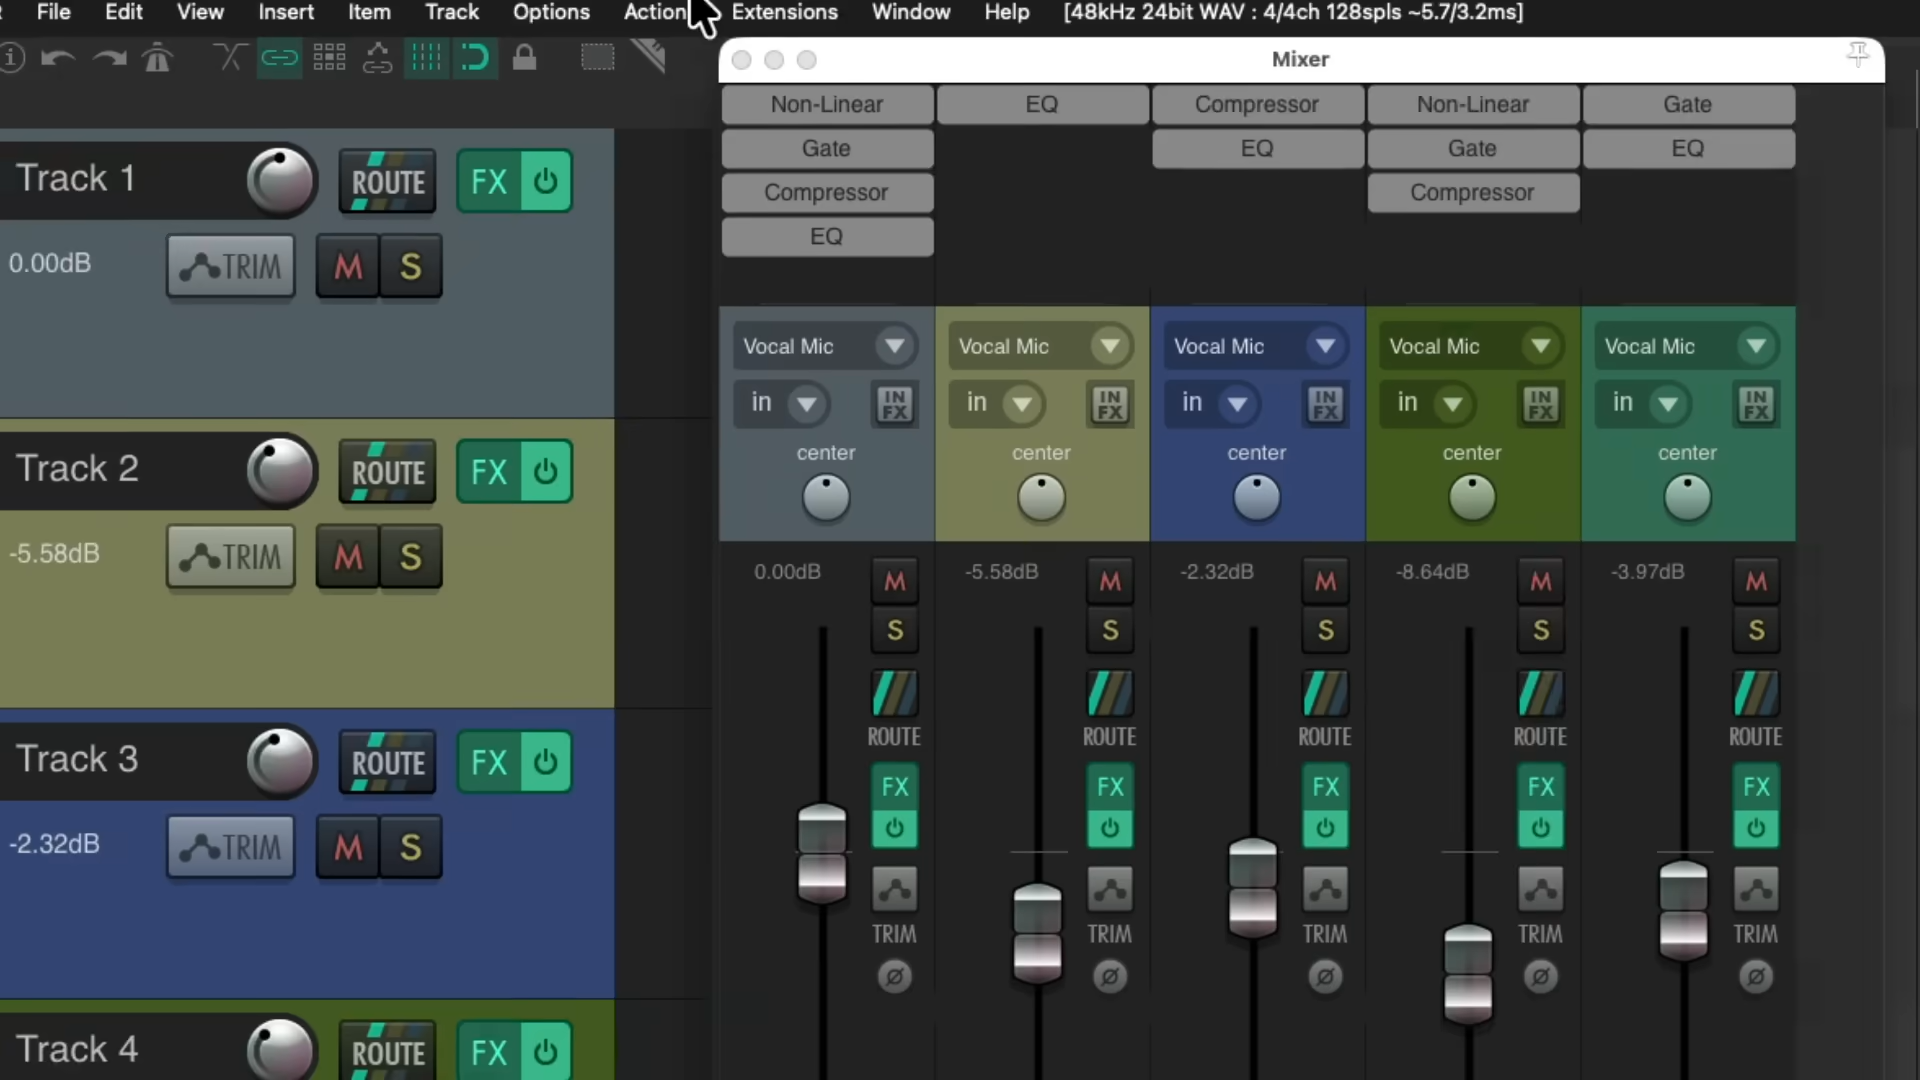 File Edit View Insert Item Track Options Action Extensions Window Help [48kHz 24bit WAV : 4/4ch 128spls ~5.7/3.2ms]
Mixer
Non-Linear EQ Compressor Non-Linear Gate
Gate EQ Gate EQ
Compressor Compressor
EQ
Track 1 ROUTE FX
0.00dB TRIM M S
Track 2 ROUTE FX
-5.58dB TRIM M S
Track 3 ROUTE FX
-2.32dB TRIM M S
Track 4 ROUTE FX
Vocal Mic Vocal Mic Vocal Mic Vocal Mic Vocal Mic
in IN FX in IN FX in IN FX in IN FX in IN FX
center center center center center
0.00dB M -5.58dB M -2.32dB M -8.64dB M -3.97dB M
S S S S S
ROUTE ROUTE ROUTE ROUTE ROUTE
FX FX FX FX FX
TRIM TRIM TRIM TRIM TRIM
Ø Ø Ø Ø Ø